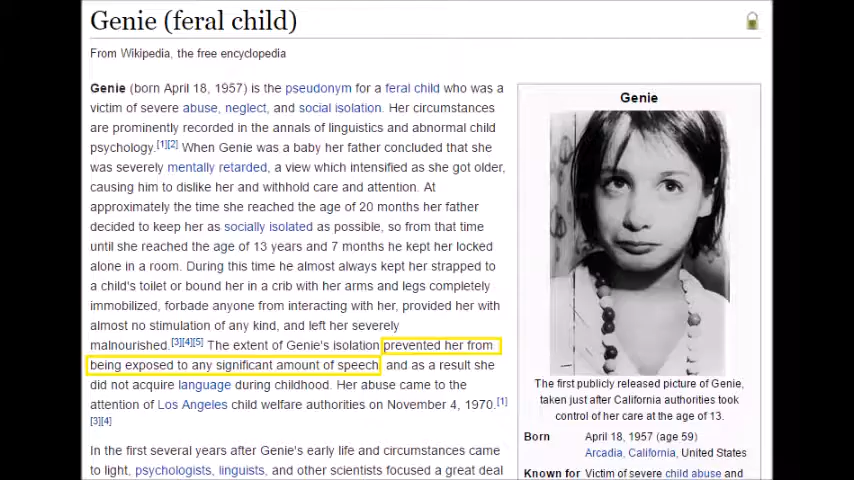 Genie (feral child)
From Wikipedia, the free encyclopedia
Genie (born April 18, 1957) is the pseudonym for a feral child who was a
victim of severe abuse, neglect, and social isolation. Her circumstances
are prominently recorded in the annals of linguistics and abnormal child
psychology.[1][2] When Genie was a baby her father concluded that she
was severely mentally retarded, a view which intensified as she got older,
causing him to dislike her and withhold care and attention. At
approximately the time she reached the age of 20 months her father
decided to keep her as socially isolated as possible, so from that time
until she reached the age of 13 years and 7 months he kept her locked
alone in a room. During this time he almost always kept her strapped to
a child's toilet or bound her in a crib with her arms and legs completely
immobilized, forbade anyone from interacting with her, provided her with
almost no stimulation of any kind, and left her severely
malnourished.[3][4][5] The extent of Genie's isolation prevented her from
being exposed to any significant amount of speech, and as a result she
did not acquire language during childhood. Her abuse came to the
attention of Los Angeles child welfare authorities on November 4, 1970.[1]
[3][4]
In the first several years after Genie's early life and circumstances came
to light, psychologists, linguists, and other scientists focused a great deal
Genie
The first publicly released picture of Genie,
taken just after California authorities took
control of her care at the age of 13.
Born April 18, 1957 (age 59)
Arcadia, California, United States
Known for Victim of severe child abuse and